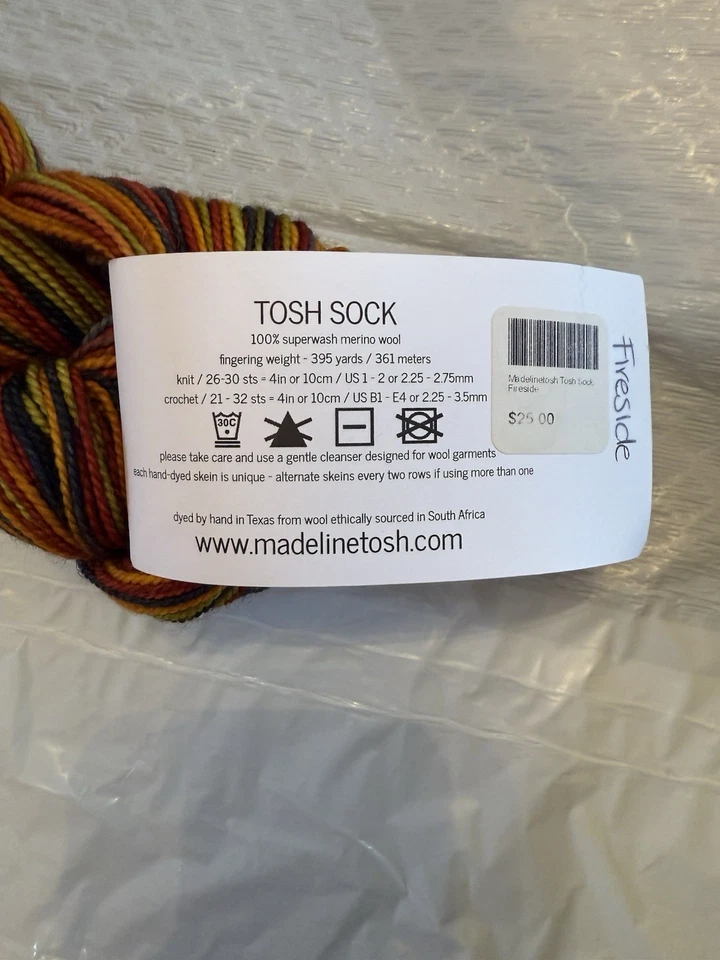 TOSH SOCK
100% superwash merino wool
fingering weight - 395 yards / 361 meters
knit / 26-30 sts = 4in or 10cm / US 1 - 2 or 2.25 - 2.75mm
crochet / 21 - 32 sts = 4in or 10cm / US B1 - E4 or 2.25 - 3.5mm
30C
please take care and use a gentle cleanser designed for wool garments
each hand-dyed skein is unique - alternate skeins every two rows if using more than one
dyed by hand in Texas from wool ethically sourced in South Africa
www.madelinetosh.com
Madelinetosh Tosh Sock
Fireside
$25.00
Fireside